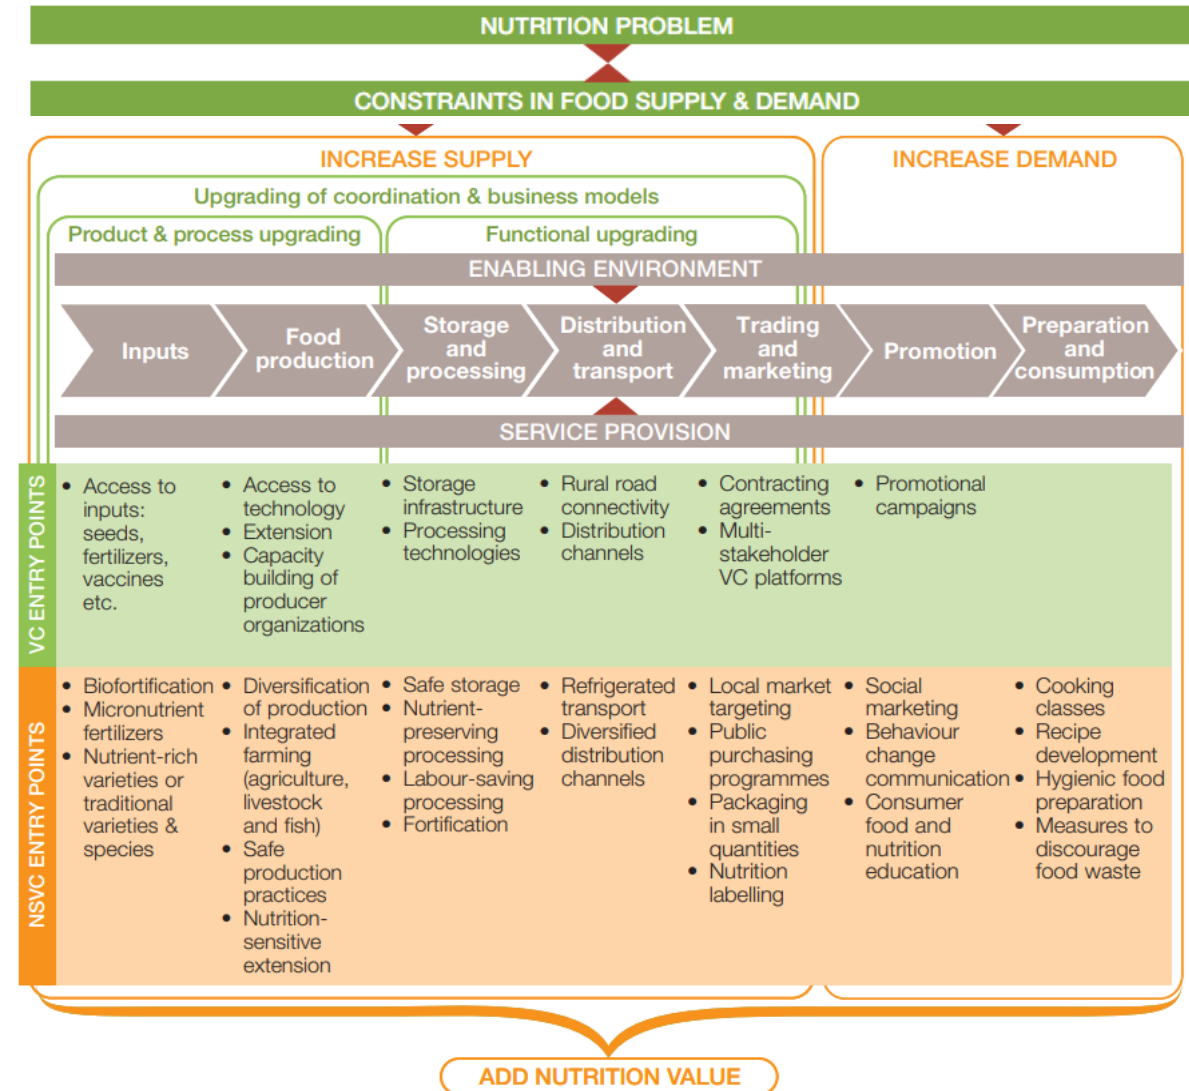 NUTRITION PROBLEM
CONSTRAINTS IN FOOD SUPPLY & DEMAND
INCREASE SUPPLY
INCREASE DEMAND
Upgrading of coordination & business models
Product & process upgrading
Functional upgrading
ENABLING ENVIRONMENT
Inputs
Food
production
Storage
and
processing
Distribution
and
transport
Trading
and
marketing
Promotion
Preparation
and
consumption
SERVICE PROVISION
VC ENTRY POINTS
• Access to
inputs:
seeds,
fertilizers,
vaccines
etc.
• Access to
technology
• Extension
• Capacity
building of
producer
organizations
• Storage
infrastructure
• Processing
technologies
• Rural road
connectivity
• Distribution
channels
• Contracting
agreements
• Multi-
stakeholder
VC platforms
• Promotional
campaigns
NSVC ENTRY POINTS
• Biofortification
• Micronutrient
fertilizers
• Nutrient-rich
varieties or
traditional
varieties &
species
• Diversification
of production
• Integrated
farming
(agriculture,
livestock
and fish)
• Safe
production
practices
• Nutrition-
sensitive
extension
• Safe storage
• Nutrient-
preserving
processing
• Labour-saving
processing
• Fortification
• Refrigerated
transport
• Diversified
distribution
channels
• Local market
targeting
• Public
purchasing
programmes
• Packaging
in small
quantities
• Nutrition
labelling
• Social
marketing
• Behaviour
change
communication
• Consumer
food and
nutrition
education
• Cooking
classes
• Recipe
development
• Hygienic food
preparation
• Measures to
discourage
food waste
ADD NUTRITION VALUE